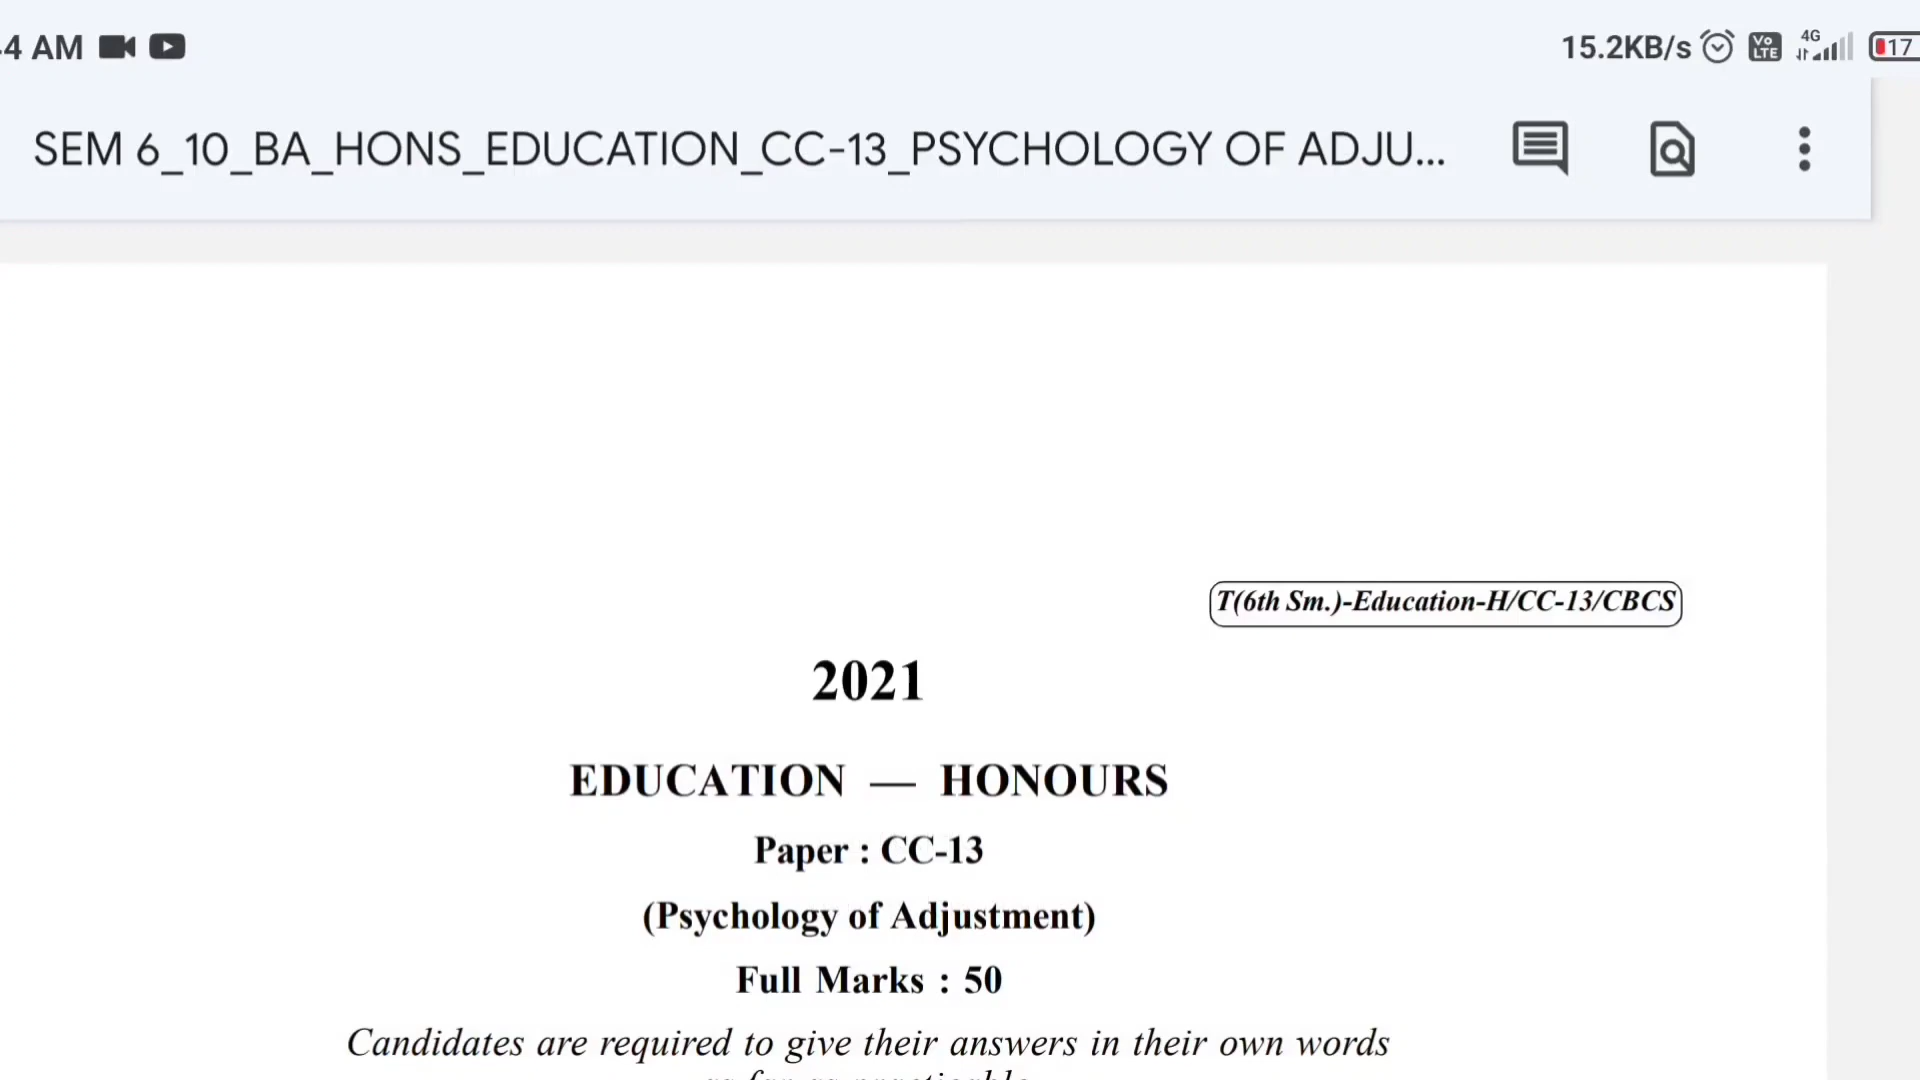 4 AM 15.2KB/s Vo LTE 4G 17
SEM 6_10_BA_HONS_EDUCATION_CC-13_PSYCHOLOGY OF ADJU...
T(6th Sm.)-Education-H/CC-13/CBCS
2021
EDUCATION — HONOURS
Paper : CC-13
(Psychology of Adjustment)
Full Marks : 50
Candidates are required to give their answers in their own words